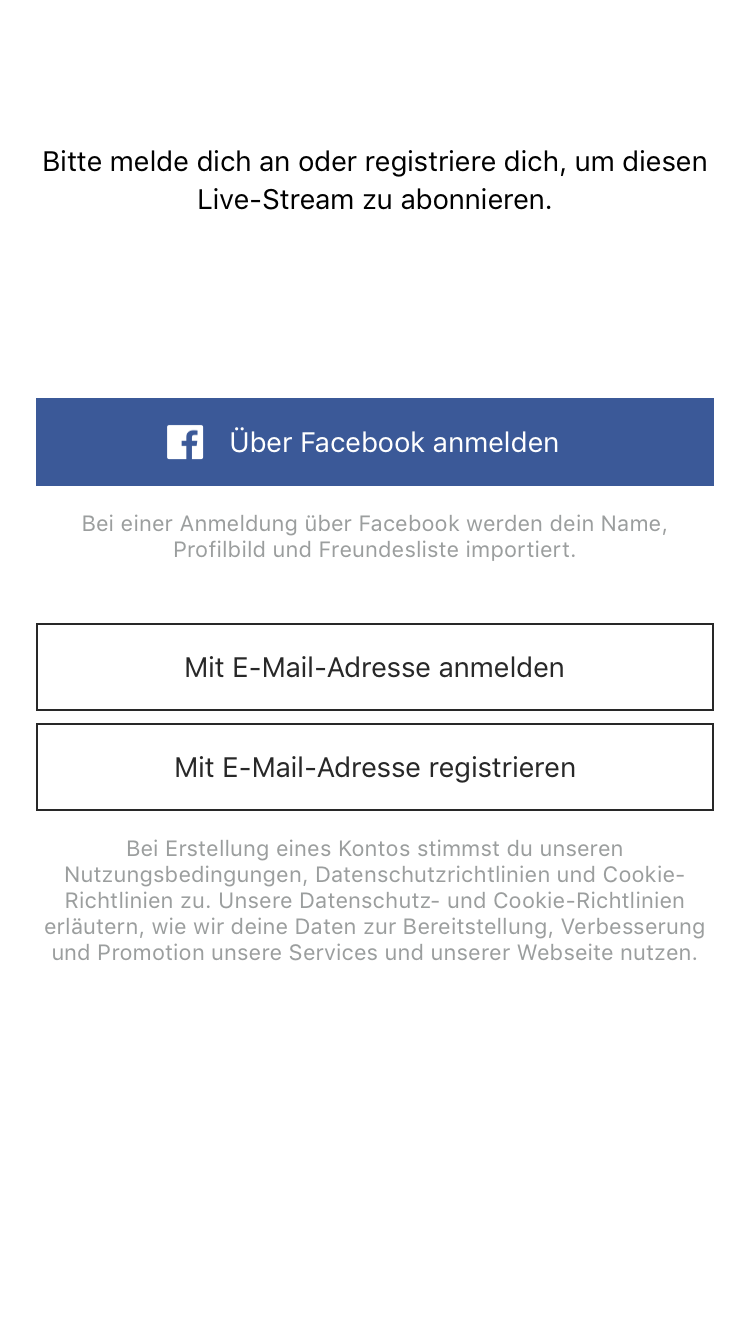 Bitte melde dich an oder registriere dich, um diesen
Live-Stream zu abonnieren.
Über Facebook anmelden
Bei einer Anmeldung über Facebook werden dein Name,
Profilbild und Freundesliste importiert.
Mit E-Mail-Adresse anmelden
Mit E-Mail-Adresse registrieren
Bei Erstellung eines Kontos stimmst du unseren
Nutzungsbedingungen, Datenschutzrichtlinien und Cookie-
Richtlinien zu. Unsere Datenschutz- und Cookie-Richtlinien
erläutern, wie wir deine Daten zur Bereitstellung, Verbesserung
und Promotion unsere Services und unserer Webseite nutzen.